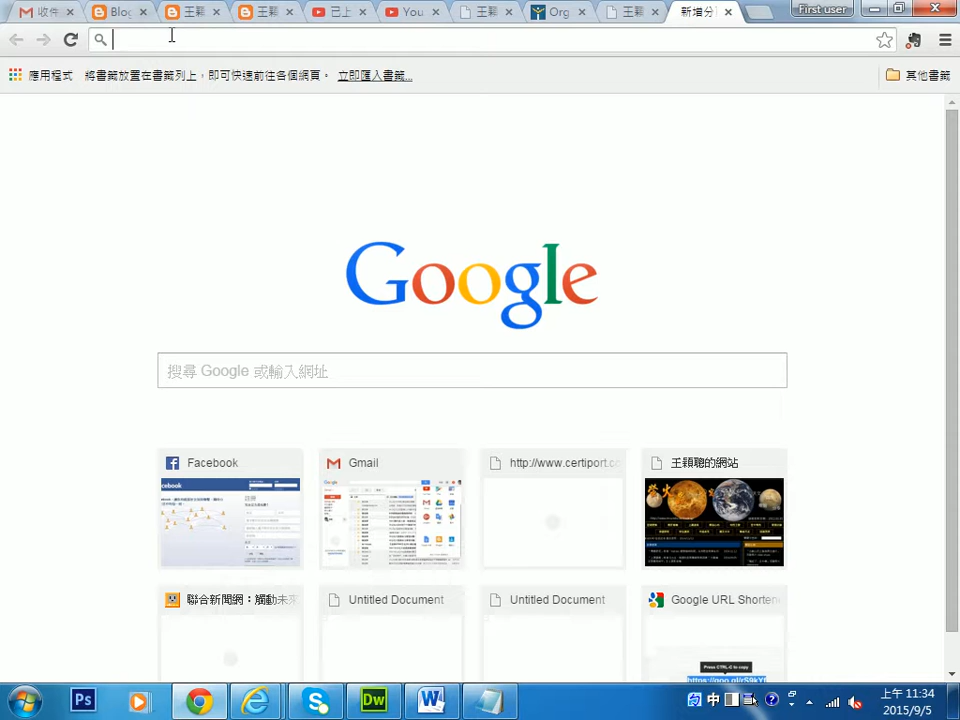 收件
Blog
王穎
王穎
已上
You
王穎
Org
王穎
新增分
First user
應用程式 將書籤放置在書籤列上，即可快速前往各個網頁。 立即匯入書籤...
其他書籤
Google
搜尋 Google 或輸入網址
Facebook
Gmail
http://www.certiport.co
王穎聰的網站
聯合新聞網：觸動未來
Untitled Document
Untitled Document
Google URL Shorten
Press CTRL-C to copy
Ps
Dw
中
上午 11:34
2015/9/5